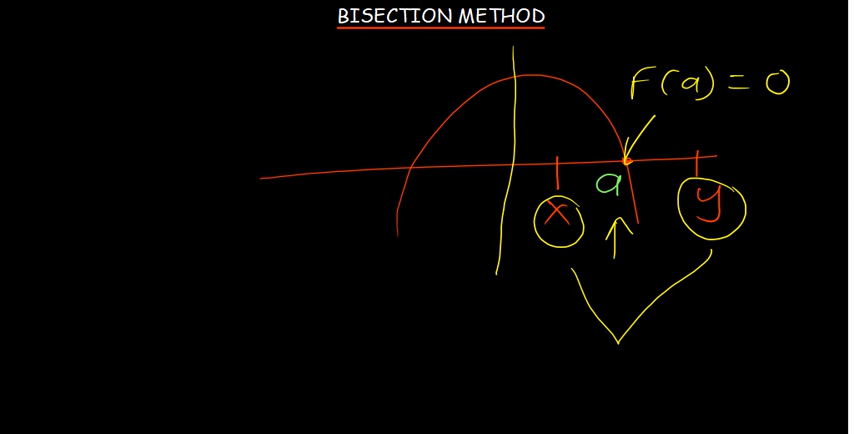 BISECTION METHOD
F(a) = 0
a
x y